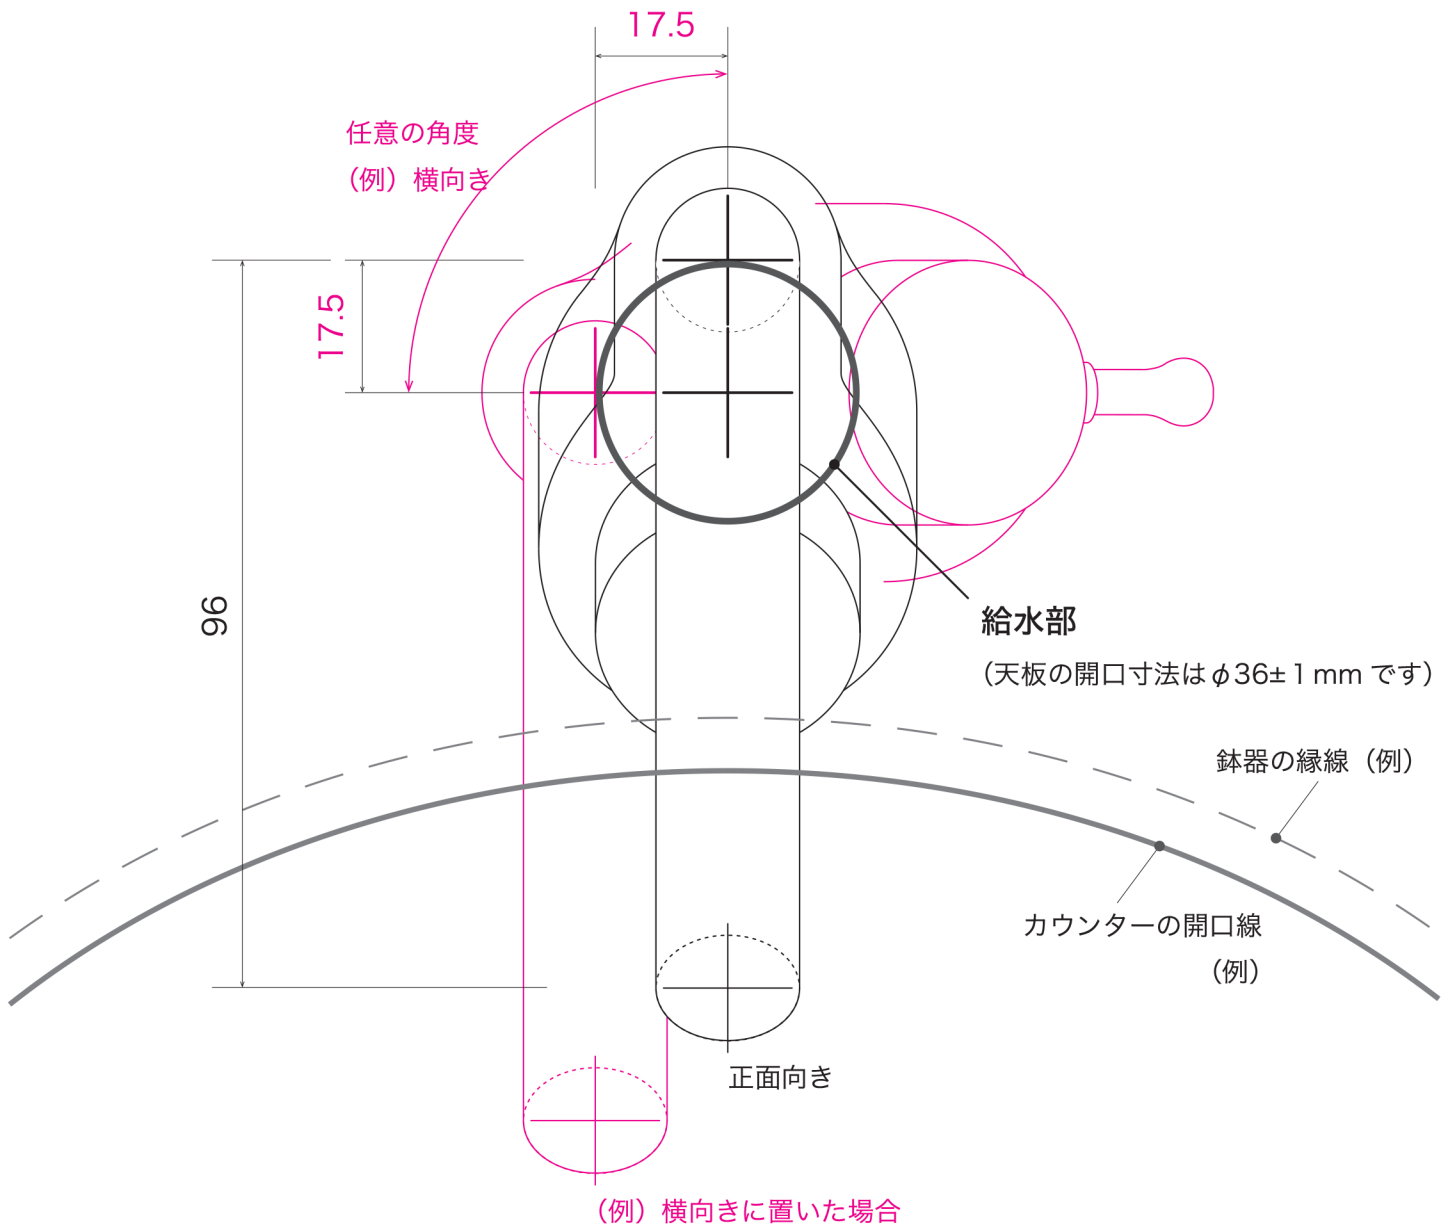 17.5
任意の角度
（例）横向き
17.5
96
給水部
（天板の開口寸法はφ36±1mmです）
鉢器の縁線（例）
カウンターの開口線
（例）
正面向き
（例）横向きに置いた場合